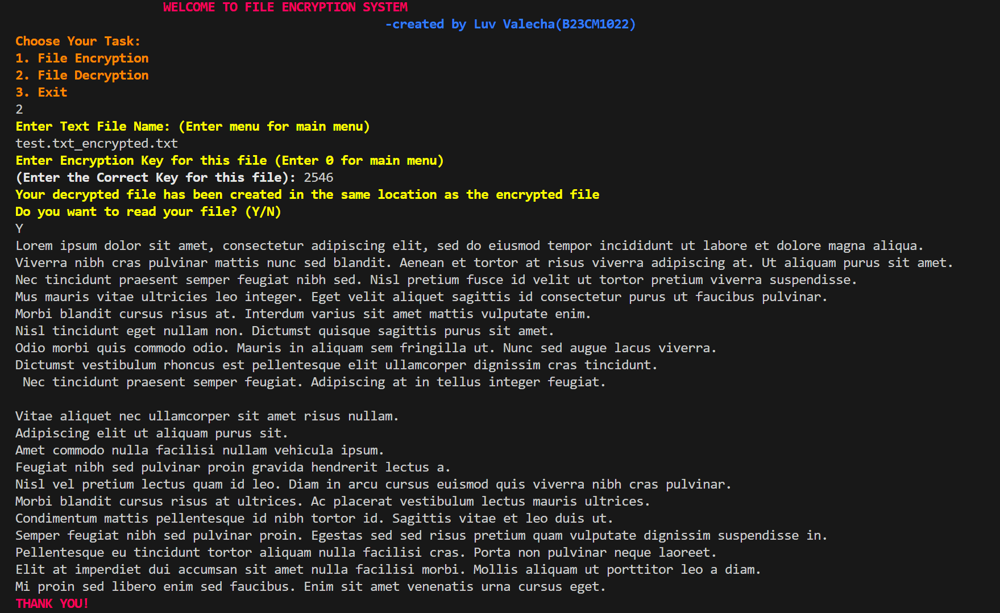 WELCOME TO FILE ENCRYPTION SYSTEM
-created by Luv Valecha(B23CM1022)
Choose Your Task:
1. File Encryption
2. File Decryption
3. Exit
2
Enter Text File Name: (Enter menu for main menu)
test.txt_encrypted.txt
Enter Encryption Key for this file (Enter 0 for main menu)
(Enter the Correct Key for this file): 2546
Your decrypted file has been created in the same location as the encrypted file
Do you want to read your file? (Y/N)
Y
Lorem ipsum dolor sit amet, consectetur adipiscing elit, sed do eiusmod tempor incididunt ut labore et dolore magna aliqua.
Viverra nibh cras pulvinar mattis nunc sed blandit. Aenean et tortor at risus viverra adipiscing at. Ut aliquam purus sit amet.
Nec tincidunt praesent semper feugiat nibh sed. Nisl pretium fusce id velit ut tortor pretium viverra suspendisse.
Mus mauris vitae ultricies leo integer. Eget velit aliquet sagittis id consectetur purus ut faucibus pulvinar.
Morbi blandit cursus risus at. Interdum varius sit amet mattis vulputate enim.
Nisl tincidunt eget nullam non. Dictumst quisque sagittis purus sit amet.
Odio morbi quis commodo odio. Mauris in aliquam sem fringilla ut. Nunc sed augue lacus viverra.
Dictumst vestibulum rhoncus est pellentesque elit ullamcorper dignissim cras tincidunt.
Nec tincidunt praesent semper feugiat. Adipiscing at in tellus integer feugiat.
Vitae aliquet nec ullamcorper sit amet risus nullam.
Adipiscing elit ut aliquam purus sit.
Amet commodo nulla facilisi nullam vehicula ipsum.
Feugiat nibh sed pulvinar proin gravida hendrerit lectus a.
Nisl vel pretium lectus quam id leo. Diam in arcu cursus euismod quis viverra nibh cras pulvinar.
Morbi blandit cursus risus at ultrices. Ac placerat vestibulum lectus mauris ultrices.
Condimentum mattis pellentesque id nibh tortor id. Sagittis vitae et leo duis ut.
Semper feugiat nibh sed pulvinar proin. Egestas sed sed risus pretium quam vulputate dignissim suspendisse in.
Pellentesque eu tincidunt tortor aliquam nulla facilisi cras. Porta non pulvinar neque laoreet.
Elit at imperdiet dui accumsan sit amet nulla facilisi morbi. Mollis aliquam ut porttitor leo a diam.
Mi proin sed libero enim sed faucibus. Enim sit amet venenatis urna cursus eget.
THANK YOU!